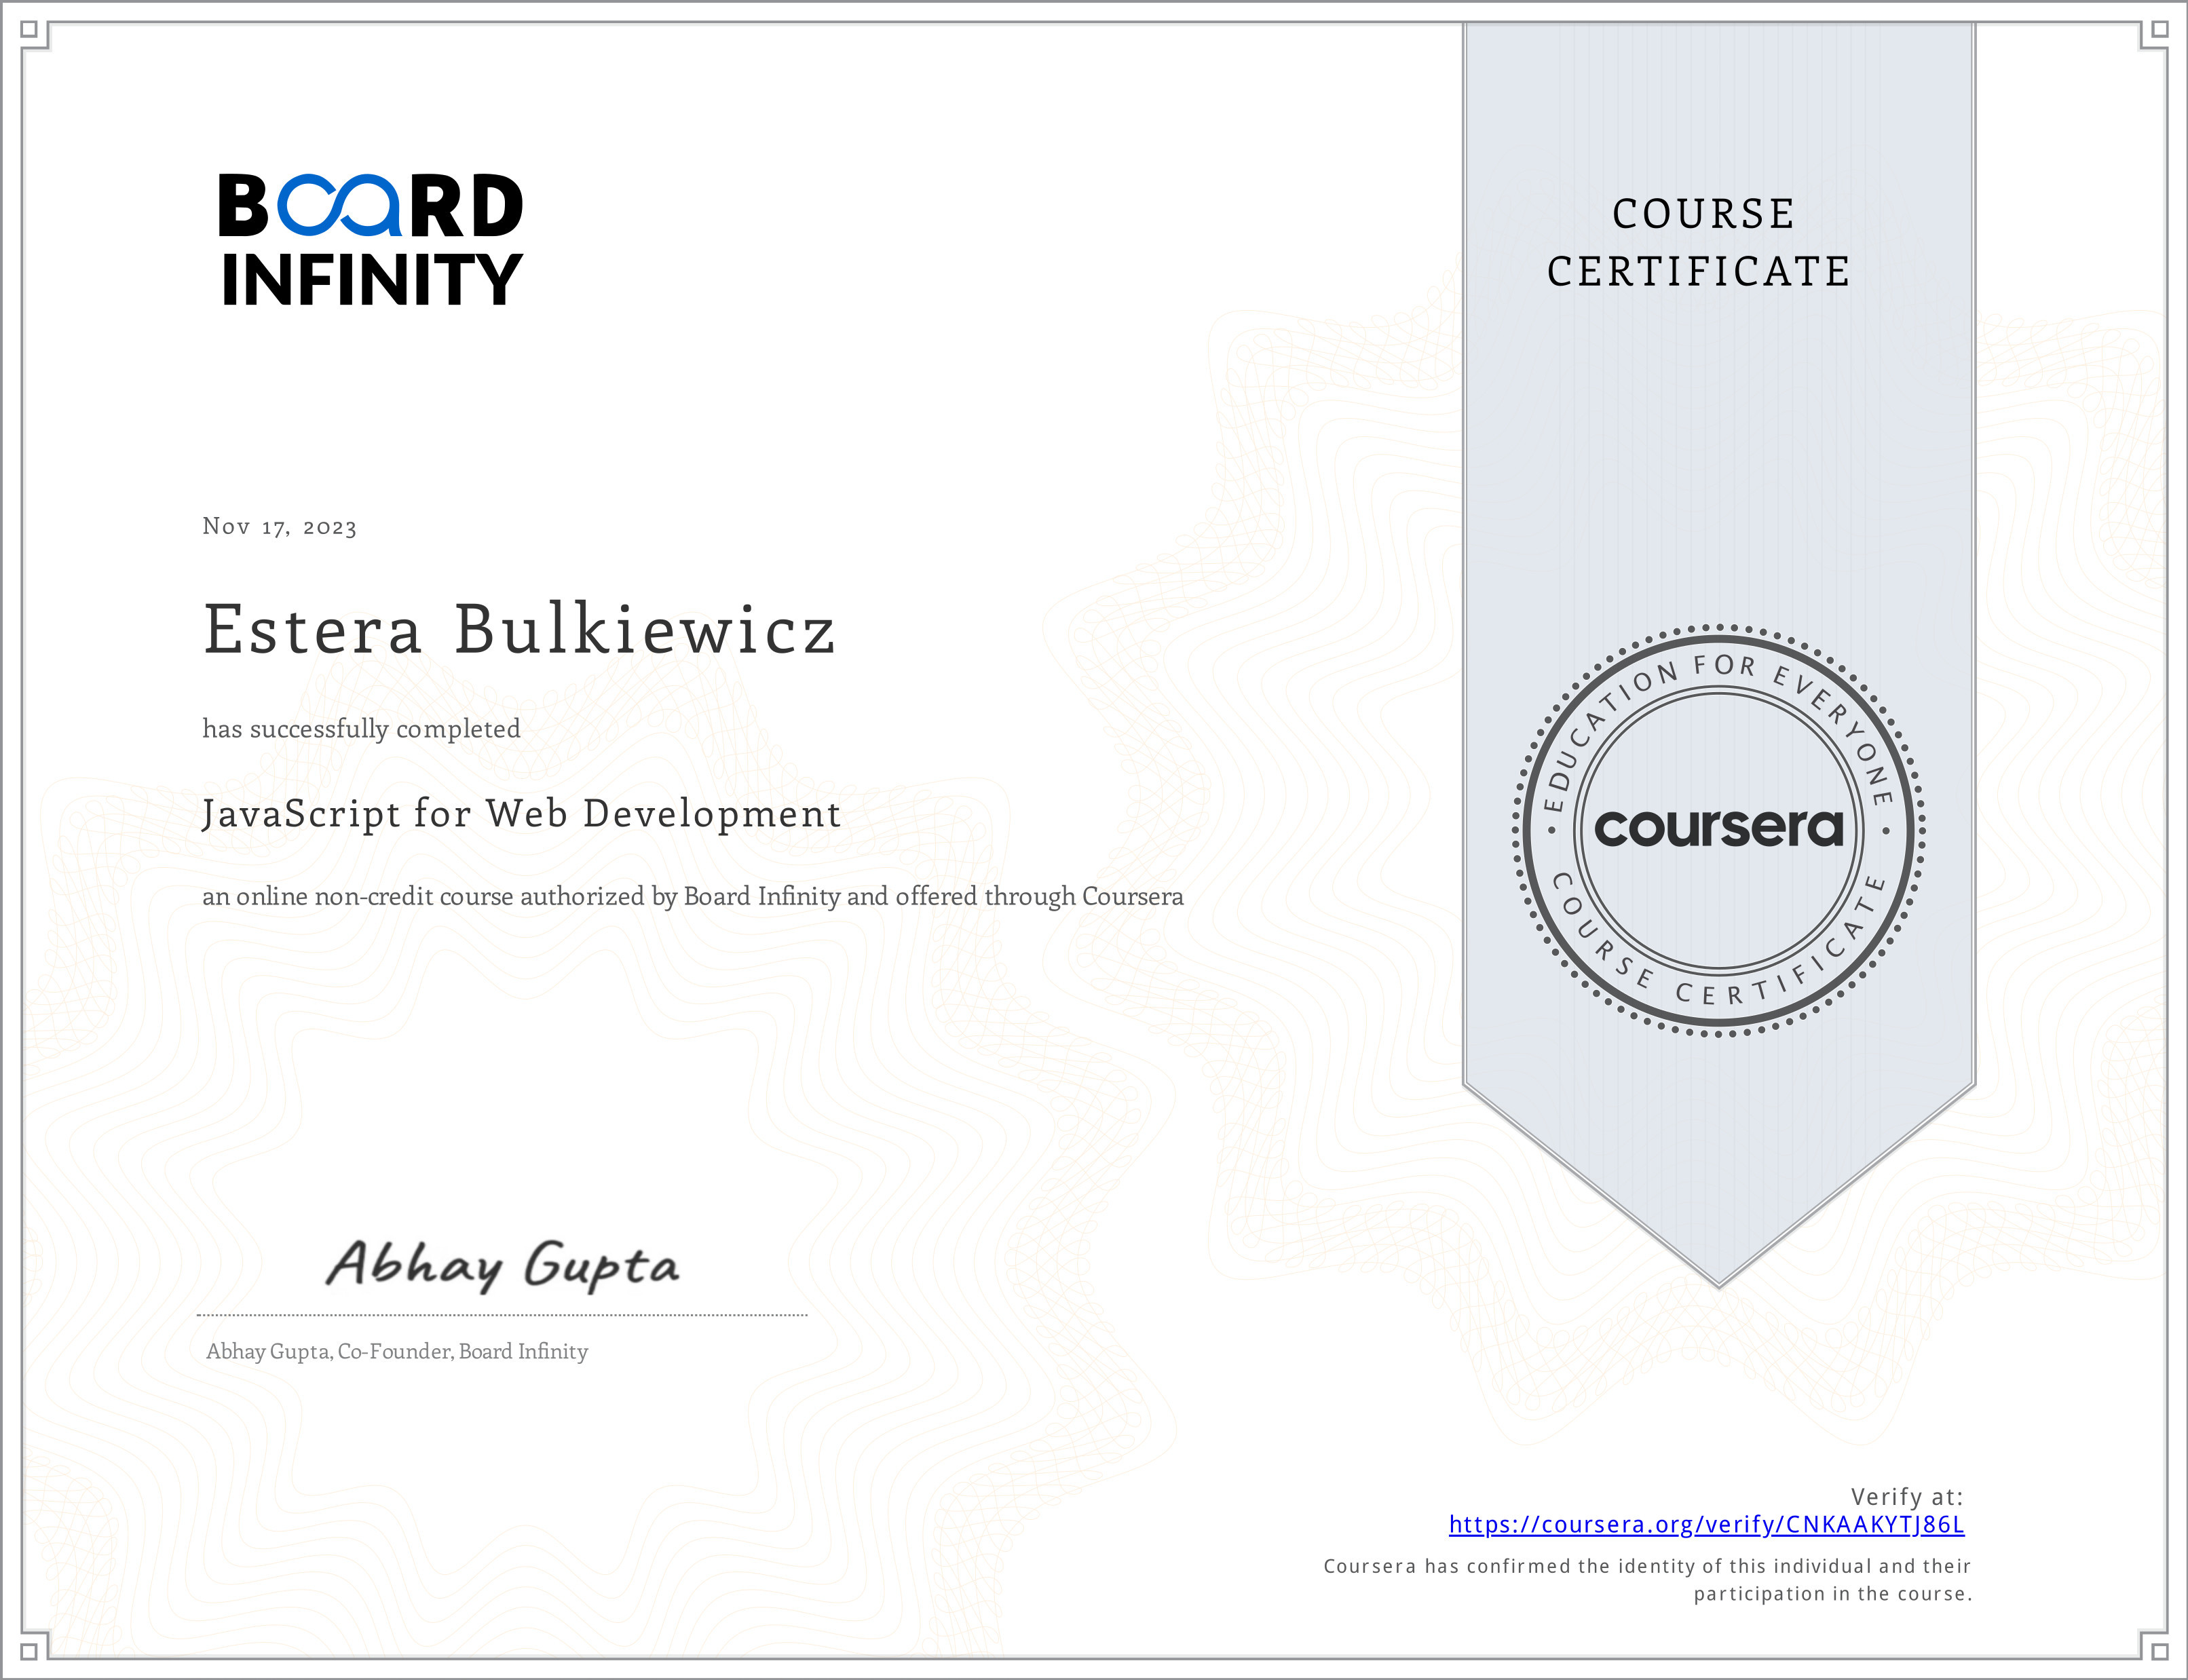 BOARD
INFINITY
COURSE
CERTIFICATE
Nov 17, 2023
Estera Bulkiewicz
has successfully completed
JavaScript for Web Development
an online non-credit course authorized by Board Infinity and offered through Coursera
EDUCATION FOR EVERYONE
coursera
COURSE CERTIFICATE
Abhay Gupta
Abhay Gupta, Co-Founder, Board Infinity
Verify at:
https://coursera.org/verify/CNKAAKYTJ86L
Coursera has confirmed the identity of this individual and their
participation in the course.